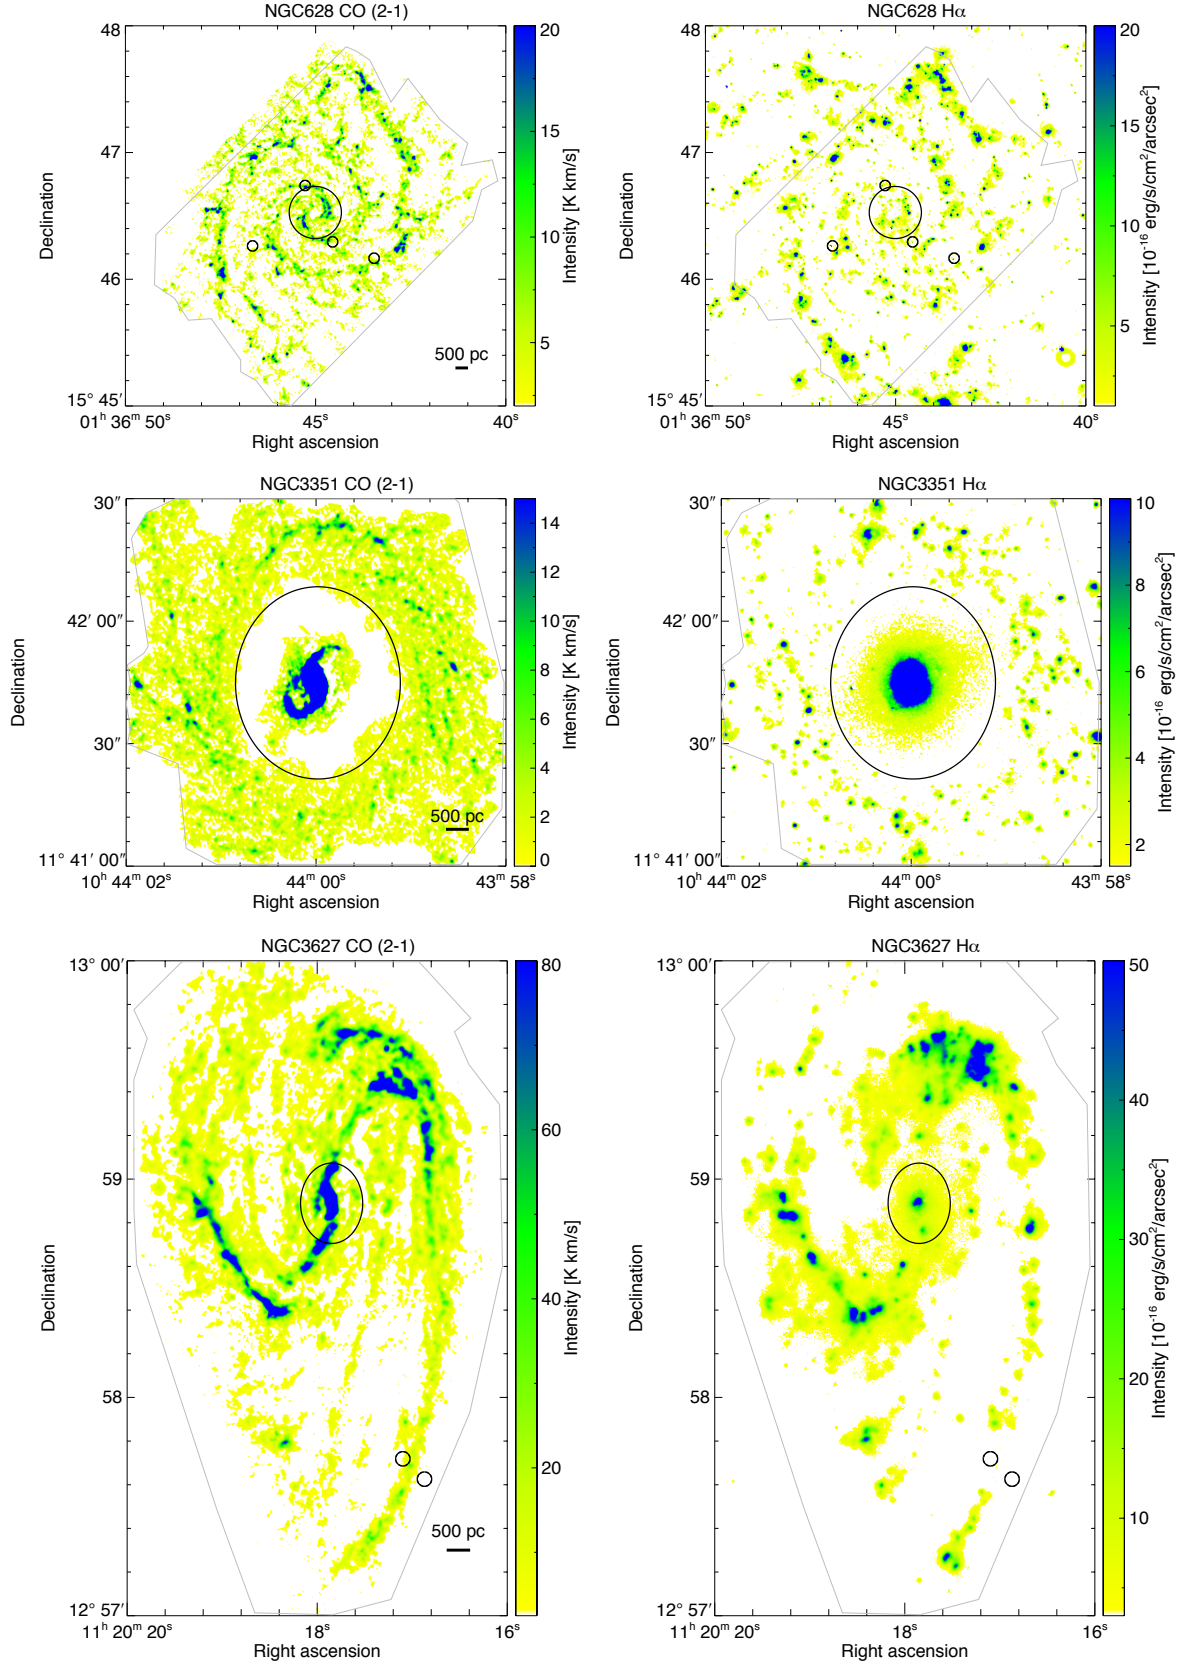 NGC628 CO (2-1)
48
47
46
15° 45′
01ʰ 36ᵐ 50ˢ
45ˢ
40ˢ
Right ascension
Declination
500 pc
20
15
10
5
Intensity [K km/s]
NGC628 Hα
48
47
46
15° 45′
01ʰ 36ᵐ 50ˢ
45ˢ
40ˢ
Right ascension
Declination
20
15
10
5
Intensity [10⁻¹⁶ erg/s/cm²/arcsec²]
NGC3351 CO (2-1)
30″
42′ 00″
30″
11° 41′ 00″
10ʰ 44ᵐ 02ˢ
44ᵐ 00ˢ
43ᵐ 58ˢ
Right ascension
Declination
500 pc
14
12
10
8
6
4
2
0
Intensity [K km/s]
NGC3351 Hα
30″
42′ 00″
30″
11° 41′ 00″
10ʰ 44ᵐ 02ˢ
44ᵐ 00ˢ
43ᵐ 58ˢ
Right ascension
Declination
10
8
6
4
2
Intensity [10⁻¹⁶ erg/s/cm²/arcsec²]
NGC3627 CO (2-1)
13° 00′
59
58
12° 57′
11ʰ 20ᵐ 20ˢ
18ˢ
16ˢ
Right ascension
Declination
500 pc
80
60
40
20
Intensity [K km/s]
NGC3627 Hα
13° 00′
59
58
12° 57′
11ʰ 20ᵐ 20ˢ
18ˢ
16ˢ
Right ascension
Declination
50
40
30
20
10
Intensity [10⁻¹⁶ erg/s/cm²/arcsec²]